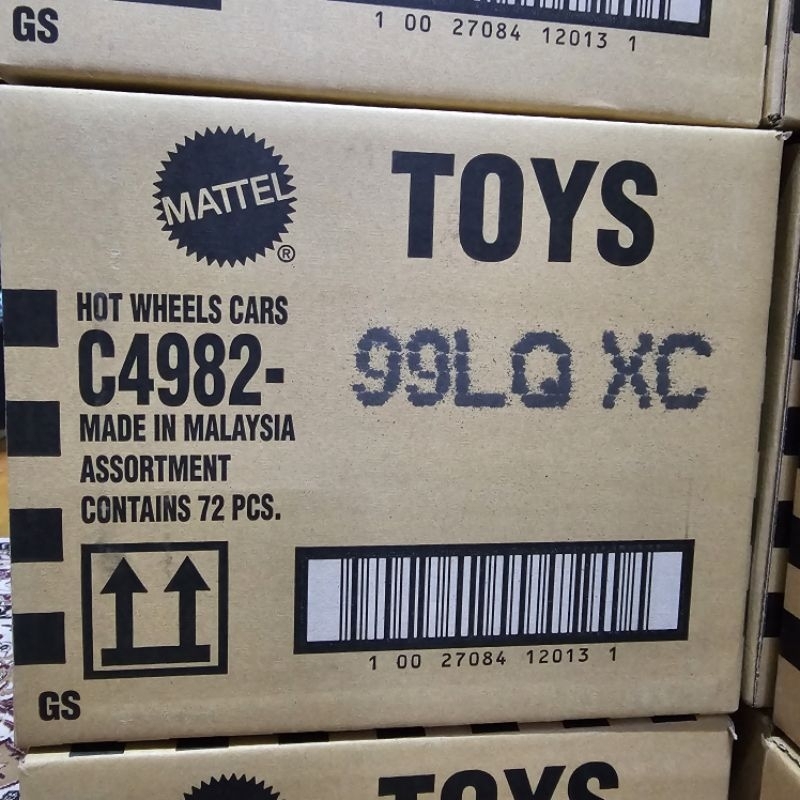 GS
1 00 27084 12013 1
MATTEL
®
TOYS
HOT WHEELS CARS
C4982-
99LQ XC
MADE IN MALAYSIA
ASSORTMENT
CONTAINS 72 PCS.
1 00 27084 12013 1
GS
TOYS